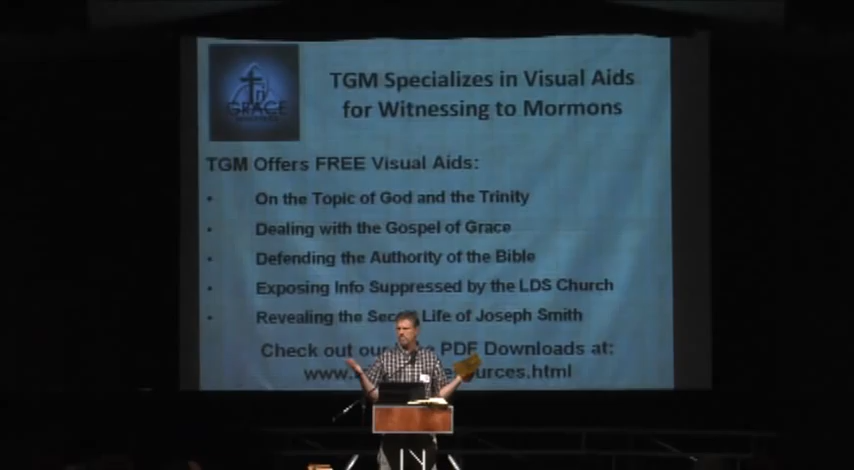 TGM Specializes in Visual Aids
for Witnessing to Mormons
GRACE
TGM Offers FREE Visual Aids:
• On the Topic of God and the Trinity
• Dealing with the Gospel of Grace
• Defending the Authority of the Bible
• Exposing Info Suppressed by the LDS Church
• Revealing the Life of Joseph Smith
Check out PDF Downloads at: